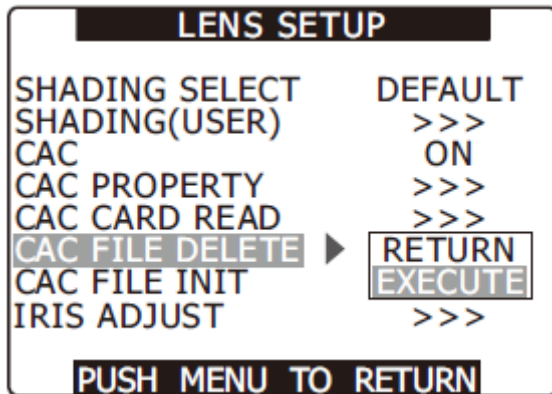 LENS SETUP
SHADING SELECT DEFAULT
SHADING(USER) >>>
CAC ON
CAC PROPERTY >>>
CAC CARD READ >>>
CAC FILE DELETE ▶ RETURN
CAC FILE INIT EXECUTE
IRIS ADJUST >>>
PUSH MENU TO RETURN